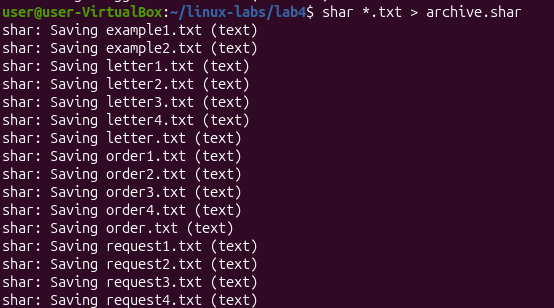 user@user-VirtualBox:~/linux-labs/lab4$ shar *.txt > archive.shar
shar: Saving example1.txt (text)
shar: Saving example2.txt (text)
shar: Saving letter1.txt (text)
shar: Saving letter2.txt (text)
shar: Saving letter3.txt (text)
shar: Saving letter4.txt (text)
shar: Saving letter.txt (text)
shar: Saving order1.txt (text)
shar: Saving order2.txt (text)
shar: Saving order3.txt (text)
shar: Saving order4.txt (text)
shar: Saving order.txt (text)
shar: Saving request1.txt (text)
shar: Saving request2.txt (text)
shar: Saving request3.txt (text)
shar: Saving request4.txt (text)